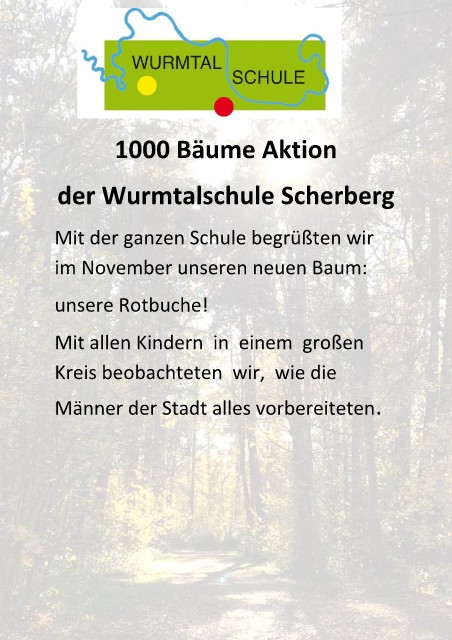 WURMTAL
SCHULE
1000 Bäume Aktion
der Wurmtalschule Scherberg
Mit der ganzen Schule begrüßten wir
im November unseren neuen Baum:
unsere Rotbuche!
Mit allen Kindern in einem großen
Kreis beobachteten wir, wie die
Männer der Stadt alles vorbereiteten.